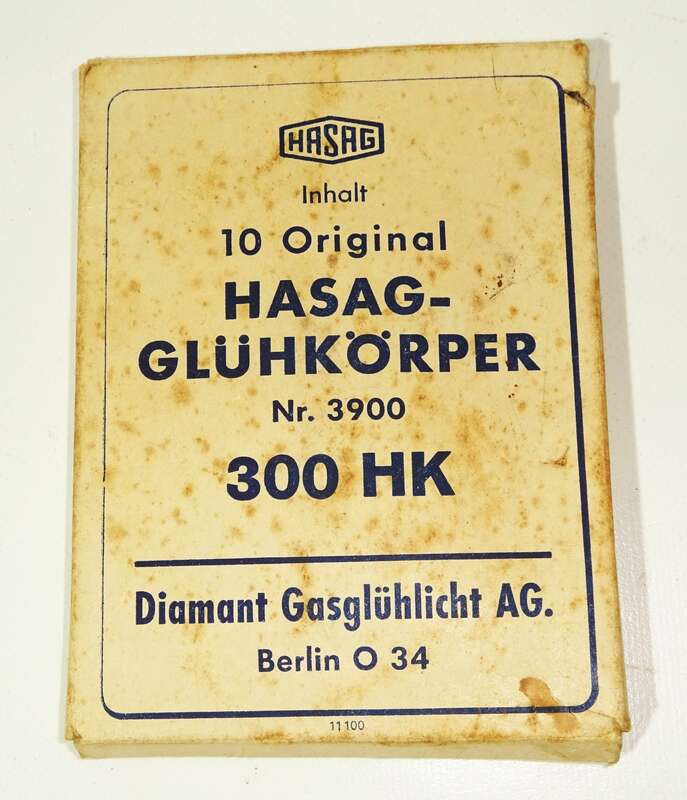 HASAG
Inhalt
10 Original
HASAG-
GLÜHKÖRPER
Nr. 3900
300 HK
Diamant Gasglühlicht AG.
Berlin O 34
11100